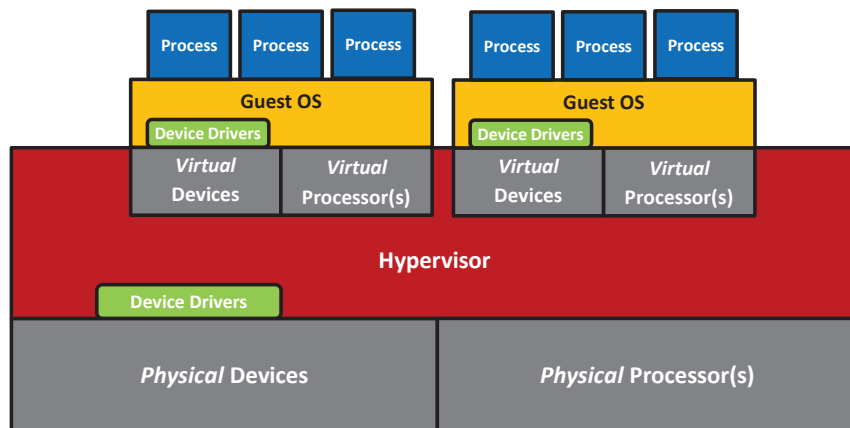 Process Process Process Process Process Process
Guest OS Guest OS
Device Drivers Device Drivers
Virtual Virtual Virtual Virtual
Devices Processor(s) Devices Processor(s)
Hypervisor
Device Drivers
Physical Devices Physical Processor(s)